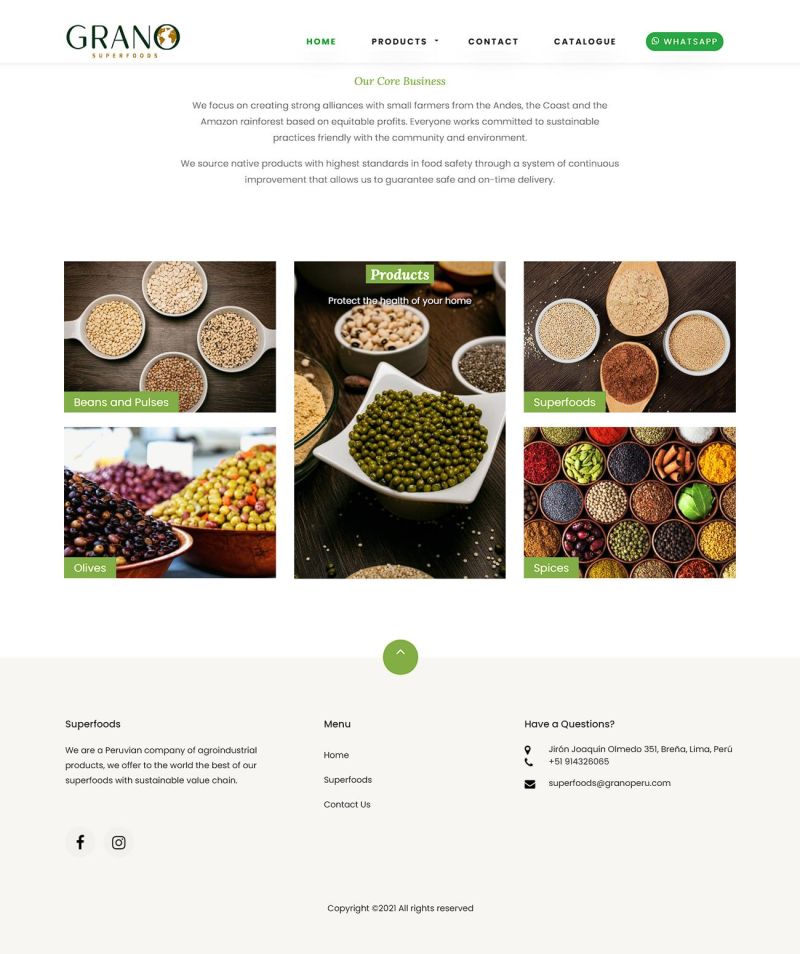 GRANO
SUPERFOODS
HOME
PRODUCTS
CONTACT
CATALOGUE
WHATSAPP
Our Core Business
We focus on creating strong alliances with small farmers from the Andes, the Coast and the
Amazon rainforest based on equitable profits. Everyone works committed to sustainable
practices friendly with the community and environment.
We source native products with highest standards in food safety through a system of continuous
improvement that allows us to guarantee safe and on-time delivery.
Beans and Pulses
Products
Protect the health of your home
Superfoods
Olives
Spices
Superfoods
We are a Peruvian company of agroindustrial
products, we offer to the world the best of our
superfoods with sustainable value chain.
Menu
Home
Superfoods
Contact Us
Have a Questions?
Jirón Joaquín Olmedo 351, Breña, Lima, Perú
+51 914326065
superfoods@granoperu.com
Copyright ©2021 All rights reserved